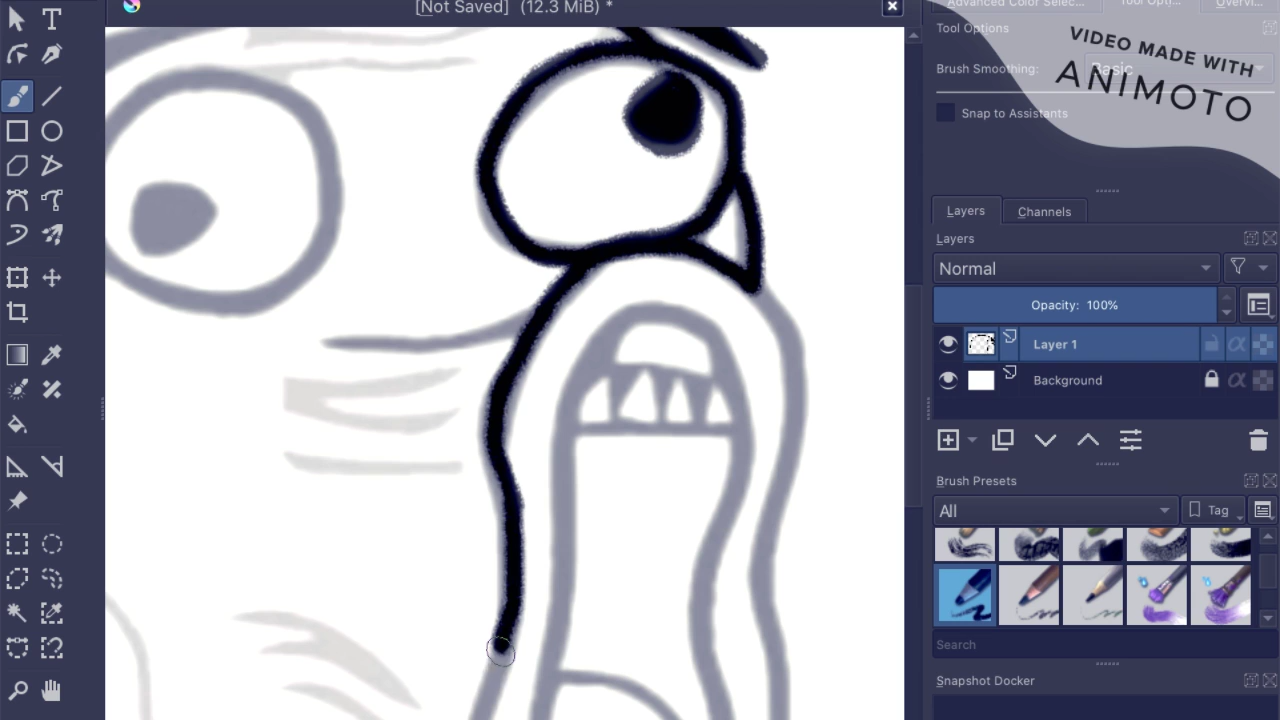 [Not Saved] (12.3 MiB) *
Advanced Color Selec...
Tool Opti...
Overvi...
Tool Options
VIDEO MADE WITH
ANIMOTO
Brush Smoothing: Basic
Snap to Assistants
Layers
Channels
Layers
Normal
Opacity: 100%
Layer 1
Background
Brush Presets
All
Tag
Search
Snapshot Docker